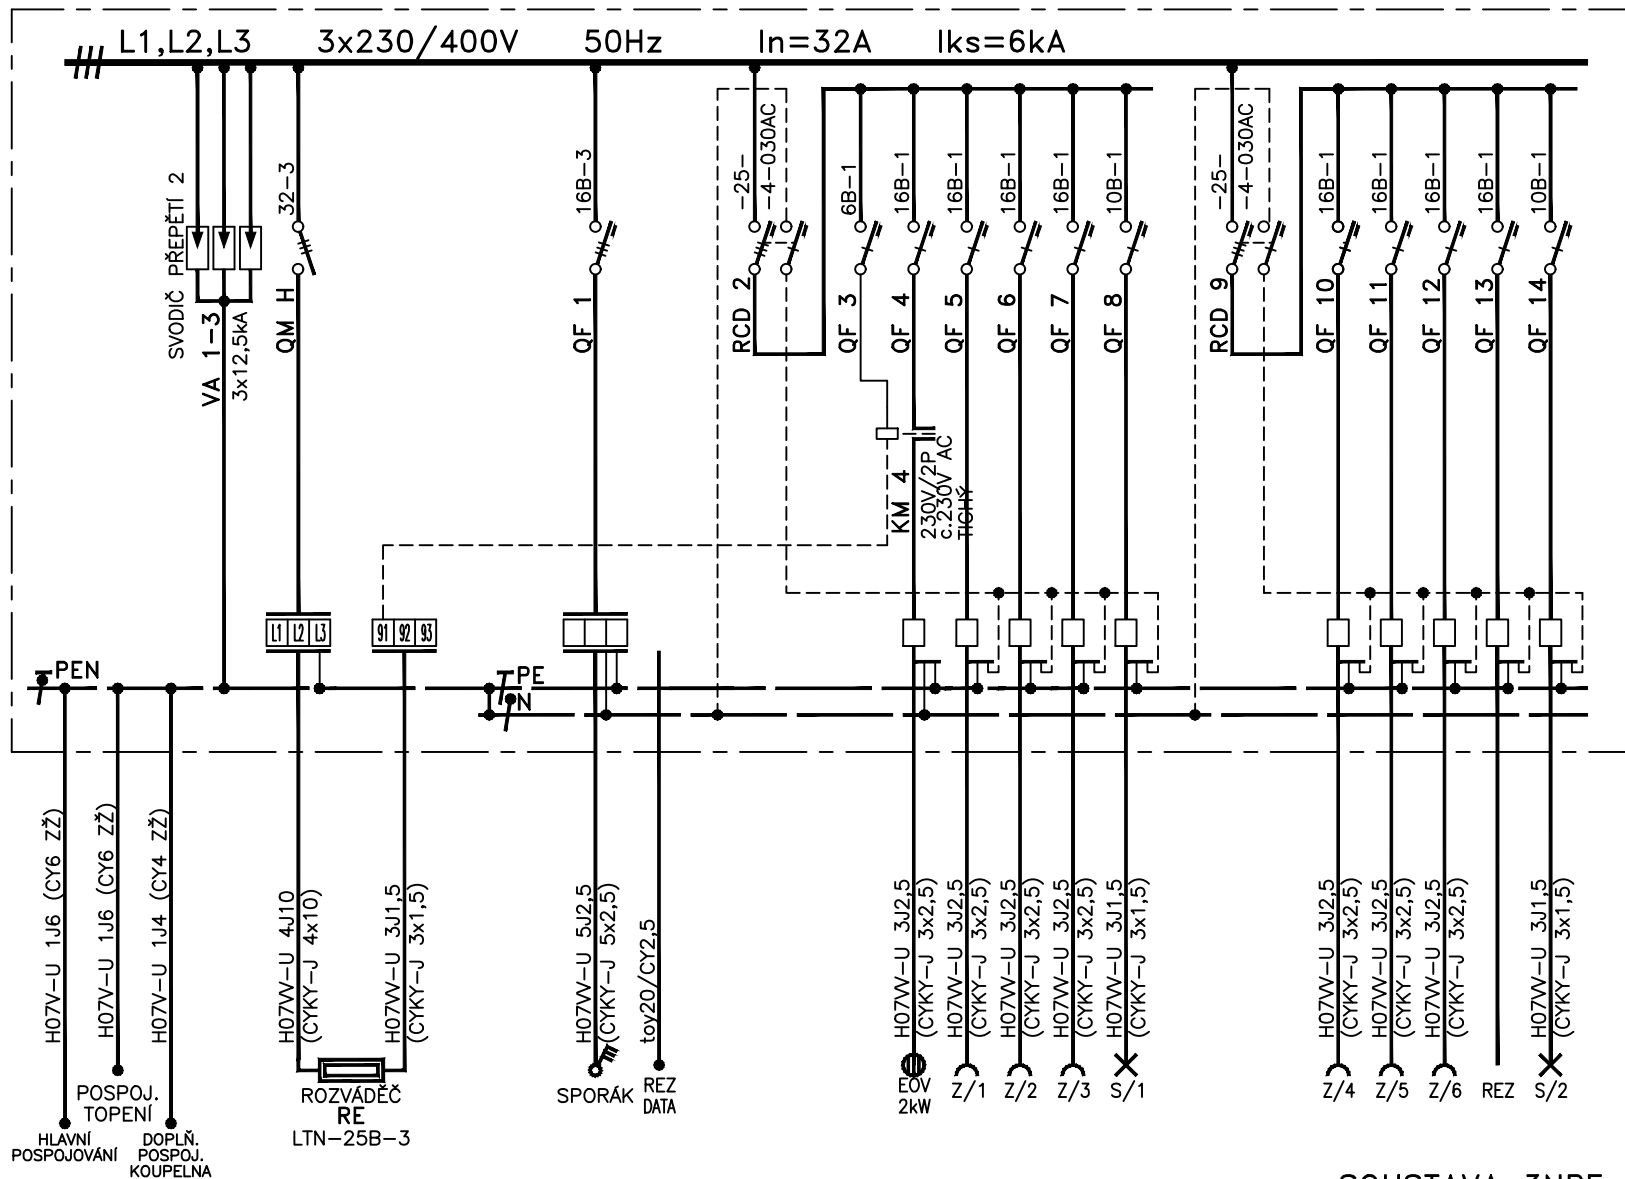 L1,L2,L3 3x230/400V 50Hz In=32A Iks=6kA
SVODIČ PŘEPĚTÍ 2
VA 1-3
3x12,5kA
32-3
QM H
16B-3
QF 1
-25-
-4-030AC
RCD 2
6B-1
QF 3
16B-1
QF 4
16B-1
QF 5
16B-1
QF 6
16B-1
QF 7
10B-1
QF 8
-25-
-4-030AC
RCD 9
16B-1
QF 10
16B-1
QF 11
16B-1
QF 12
16B-1
QF 13
10B-1
QF 14
KM 4
230V/2P
c.230V AC
TICHÝ
L1 L2 L3
91 92 93
PEN
PE
N
H07V-U 1J6 (CY6 ZŽ)
H07V-U 1J6 (CY6 ZŽ)
H07V-U 1J4 (CY4 ZŽ)
H07VV-U 4J10
(CYKY-J 4x10)
H07VV-U 3J1,5
(CYKY-J 3x1,5)
H07VV-U 5J2,5
(CYKY-J 5x2,5)
toy20/CY2,5
H07VV-U 3J2,5
(CYKY-J 3x2,5)
H07VV-U 3J2,5
(CYKY-J 3x2,5)
H07VV-U 3J2,5
(CYKY-J 3x2,5)
H07VV-U 3J2,5
(CYKY-J 3x2,5)
H07VV-U 3J1,5
(CYKY-J 3x1,5)
H07VV-U 3J2,5
(CYKY-J 3x2,5)
H07VV-U 3J2,5
(CYKY-J 3x2,5)
H07VV-U 3J2,5
(CYKY-J 3x2,5)
H07VV-U 3J1,5
(CYKY-J 3x1,5)
HLAVNÍ
POSPOJOVÁNÍ
POSPOJ.
TOPENÍ
DOPLŇ.
POSPOJ.
KOUPELNA
ROZVÁDĚČ
RE
LTN-25B-3
SPORÁK
REZ
DATA
EOV
2kW
Z/1
Z/2
Z/3
S/1
Z/4
Z/5
Z/6
REZ
S/2
SOUSTAVA 3NPE